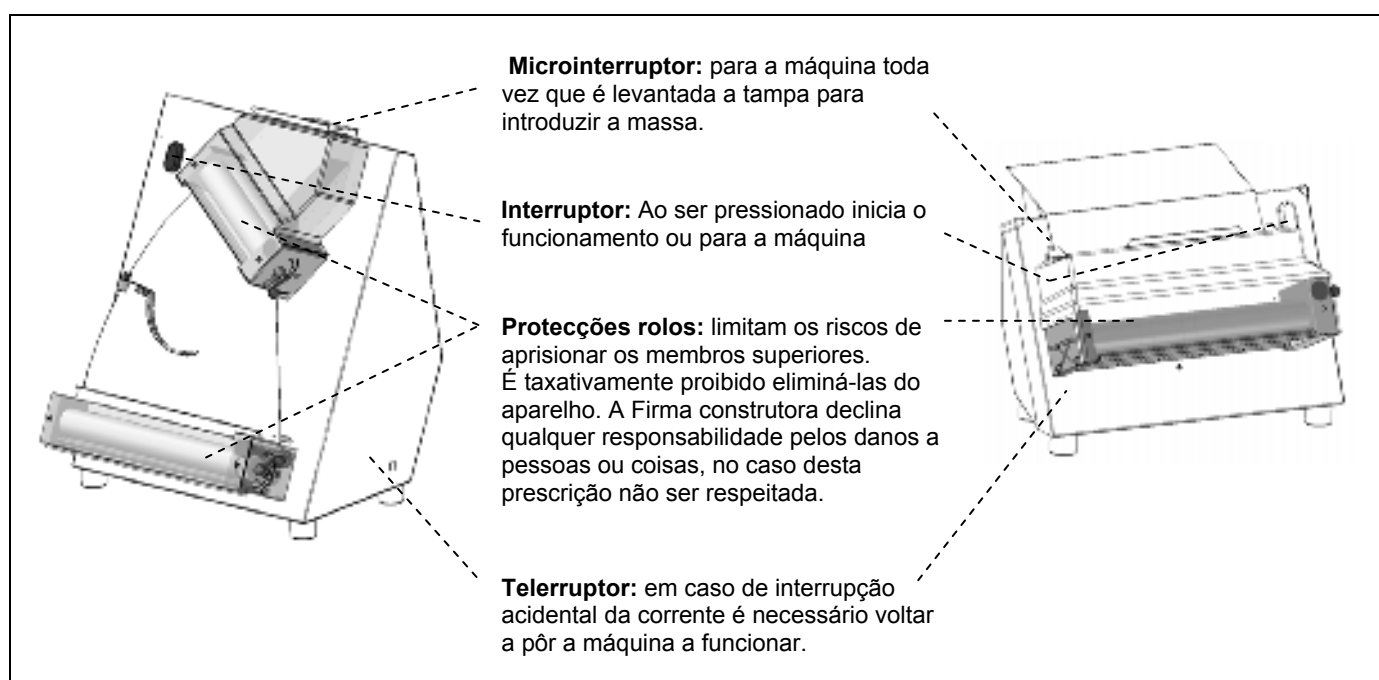 Microinterruptor: para a máquina toda
vez que é levantada a tampa para
introduzir a massa.
Interruptor: Ao ser pressionado inicia o
funcionamento ou para a máquina
Protecções rolos: limitam os riscos de
aprisionar os membros superiores.
É taxativamente proibido eliminá-las do
aparelho. A Firma construtora declina
qualquer responsabilidade pelos danos a
pessoas ou coisas, no caso desta
prescrição não ser respeitada.
Telerruptor: em caso de interrupção
acidental da corrente é necessário voltar
a pôr a máquina a funcionar.